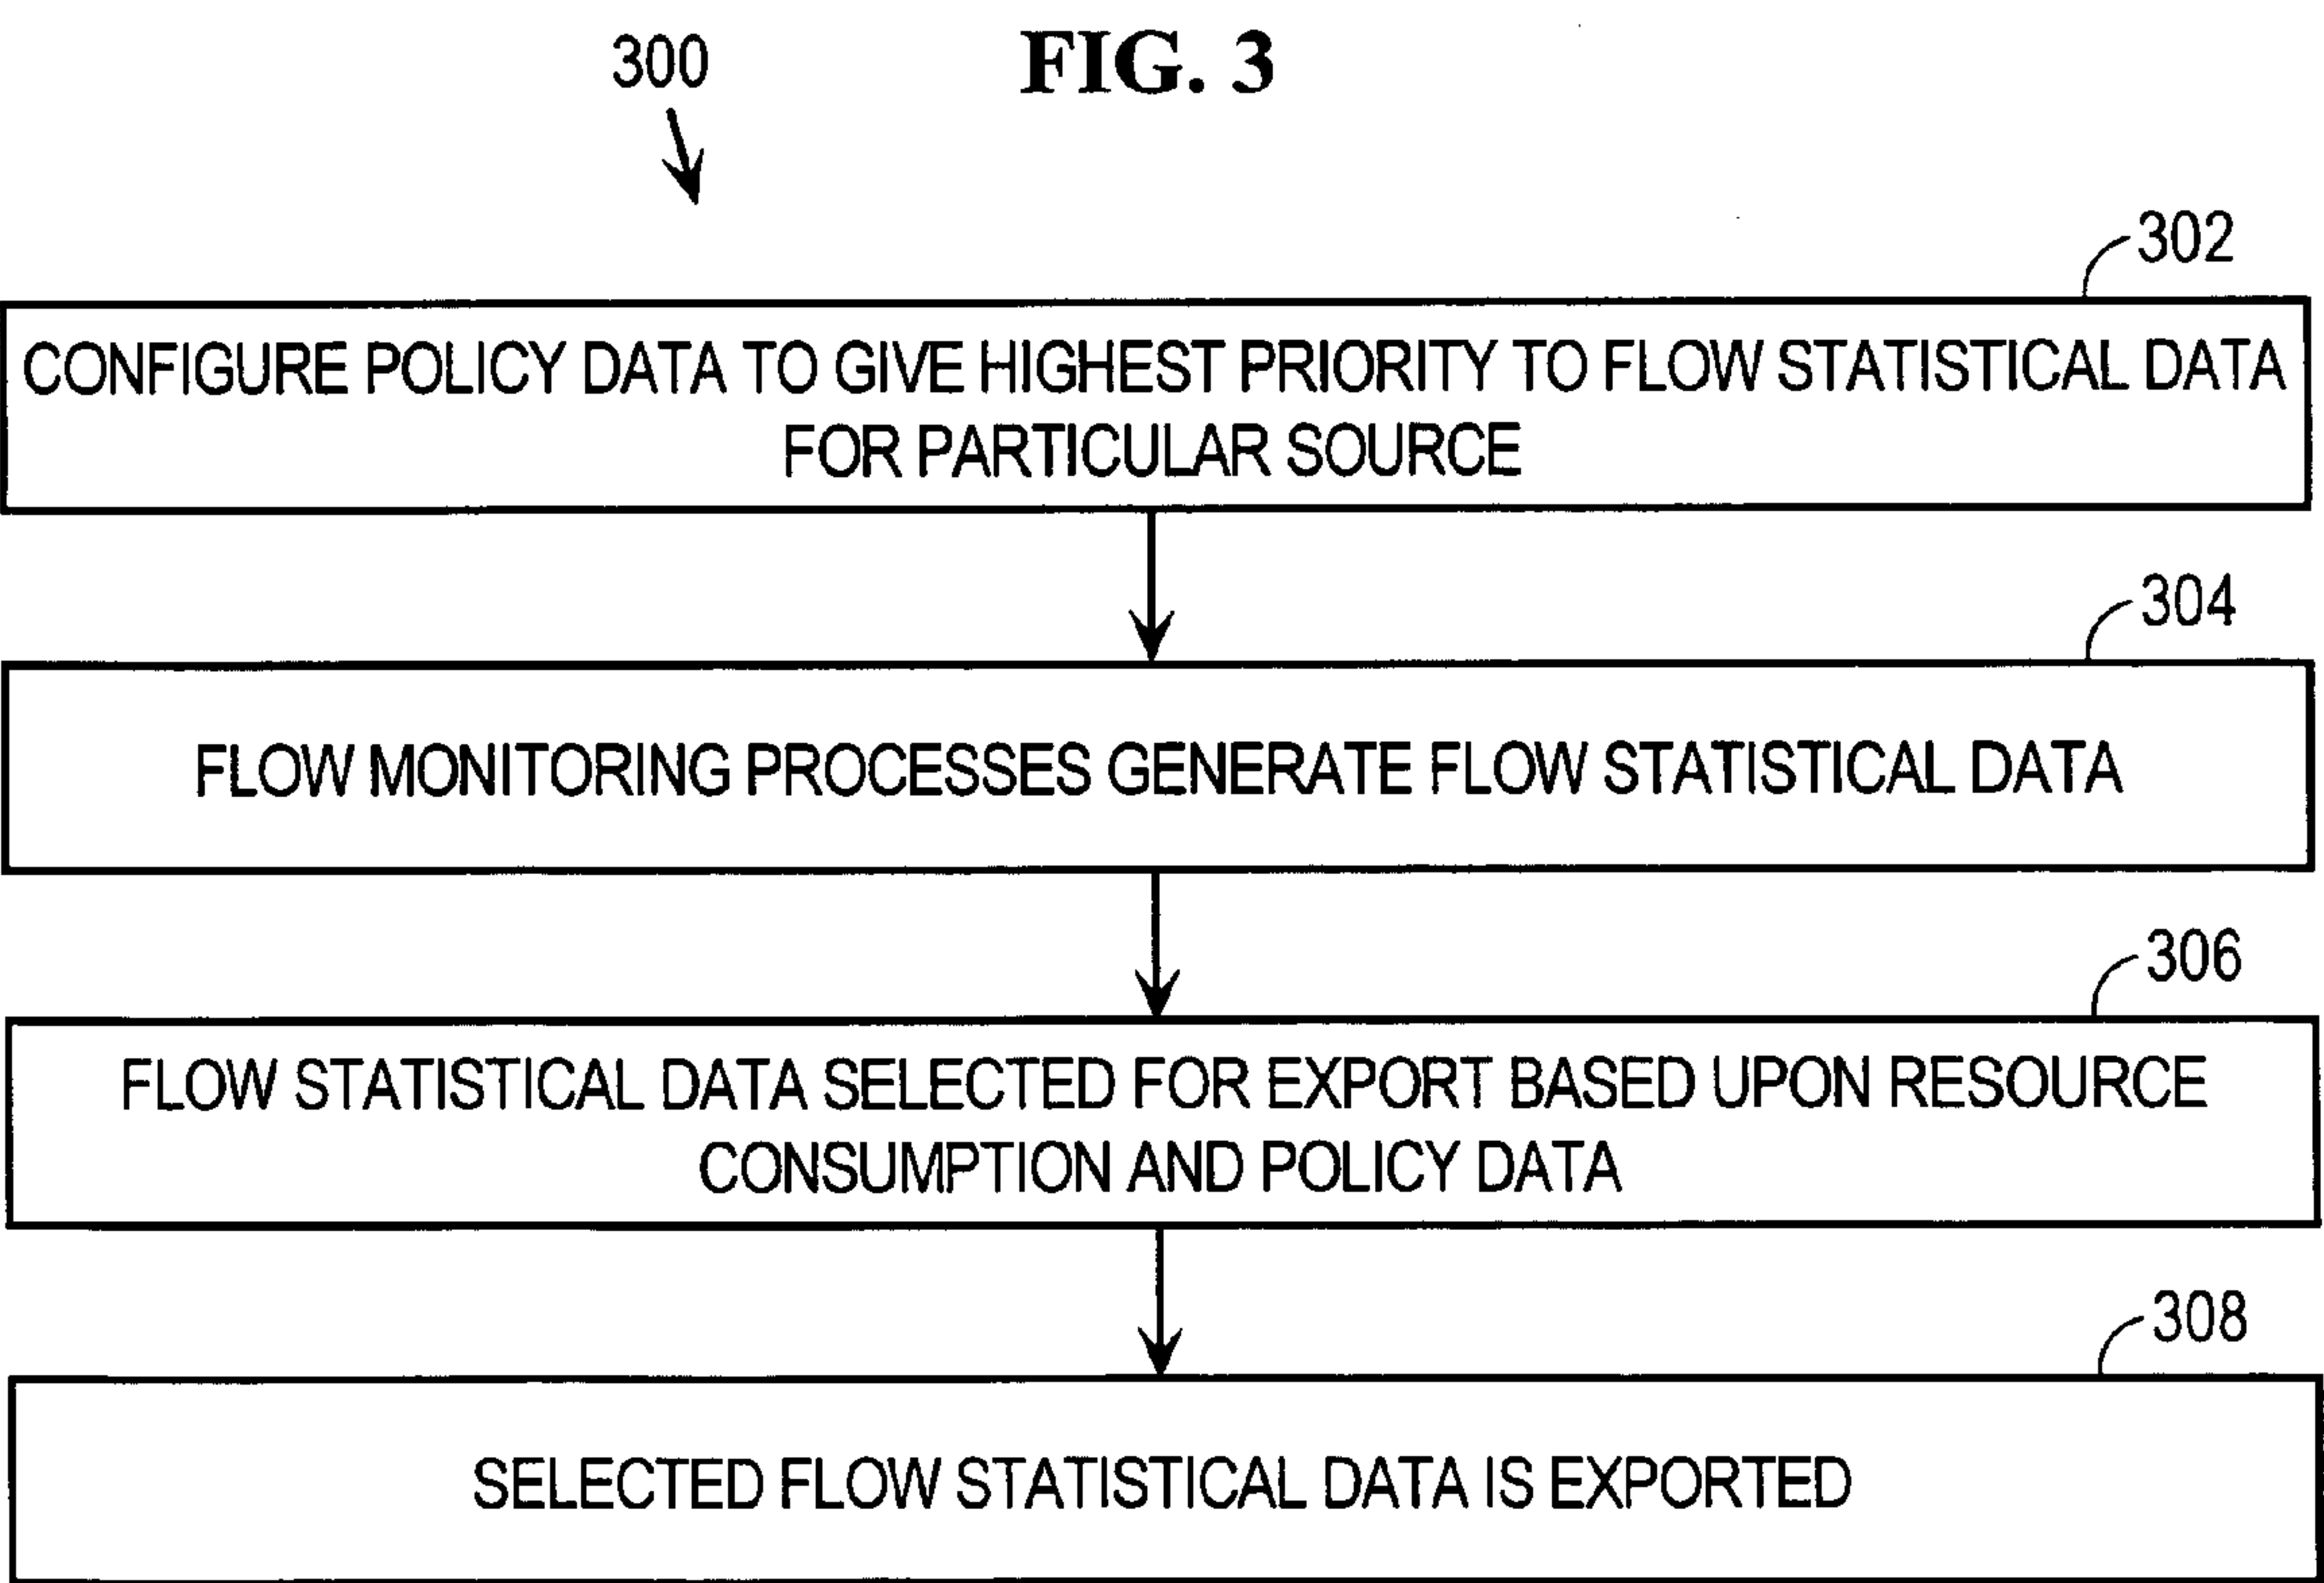 300
FIG. 3
302
CONFIGURE POLICY DATA TO GIVE HIGHEST PRIORITY TO FLOW STATISTICAL DATA
FOR PARTICULAR SOURCE
304
FLOW MONITORING PROCESSES GENERATE FLOW STATISTICAL DATA
306
FLOW STATISTICAL DATA SELECTED FOR EXPORT BASED UPON RESOURCE
CONSUMPTION AND POLICY DATA
308
SELECTED FLOW STATISTICAL DATA IS EXPORTED